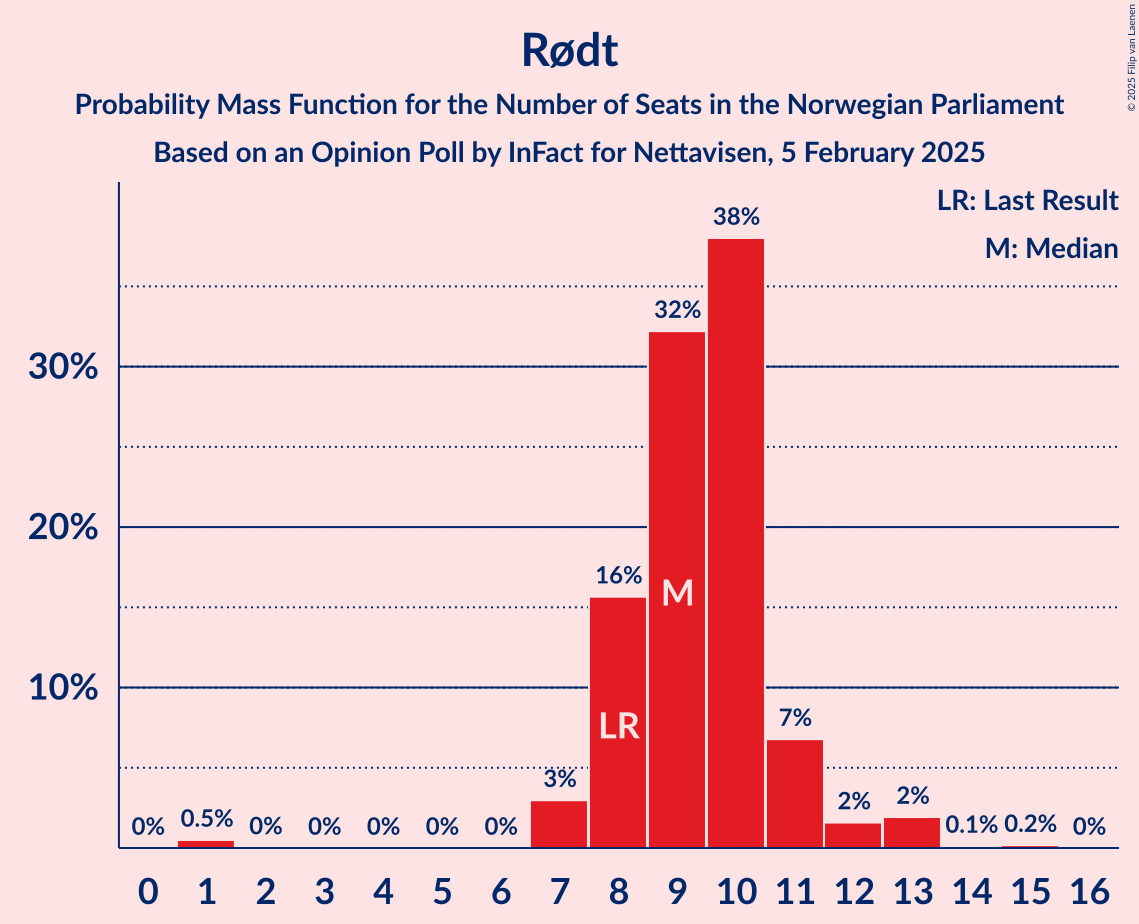 Rødt
Probability Mass Function for the Number of Seats in the Norwegian Parliament
Based on an Opinion Poll by InFact for Nettavisen, 5 February 2025
© 2025 Filip van Laenen
LR: Last Result
M: Median
38%
32%
30%
20%
16%
M
10%
7%
LR
3%
2%
2%
0% 0.5% 0% 0% 0% 0% 0% 0.1% 0.2% 0%
0 1 2 3 4 5 6 7 8 9 10 11 12 13 14 15 16